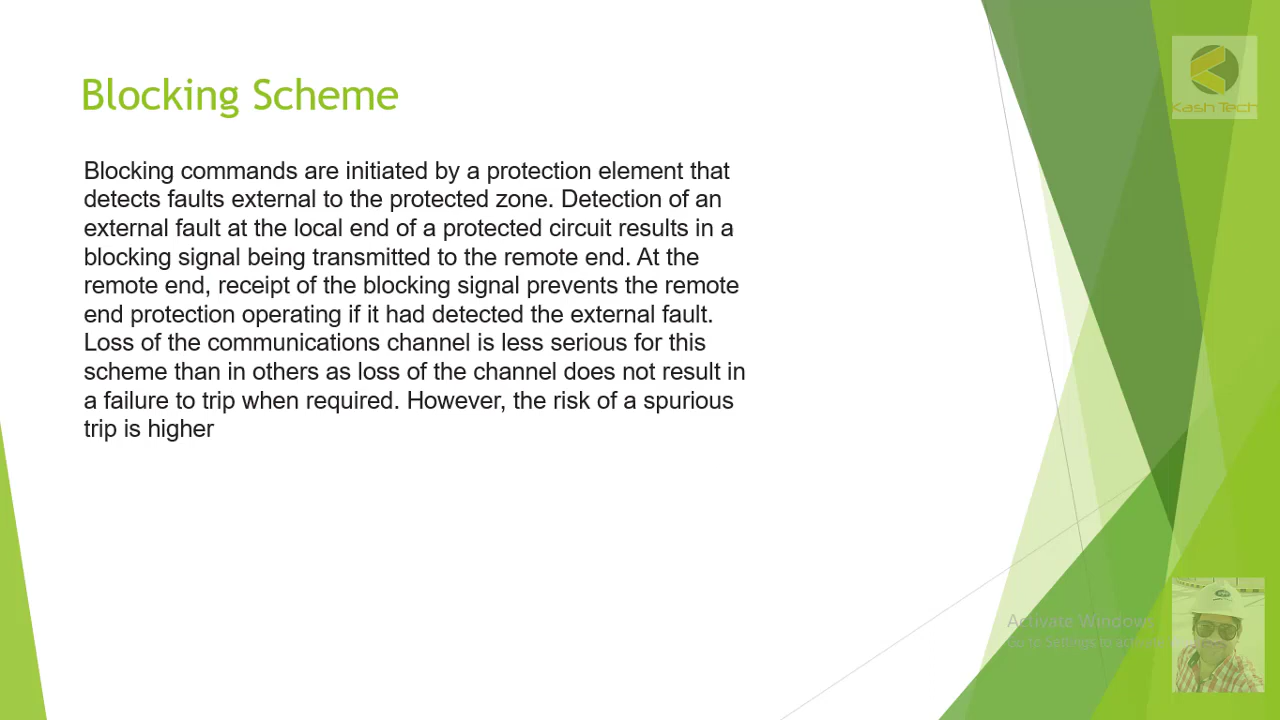 Blocking Scheme
Blocking commands are initiated by a protection element that
detects faults external to the protected zone. Detection of an
external fault at the local end of a protected circuit results in a
blocking signal being transmitted to the remote end. At the
remote end, receipt of the blocking signal prevents the remote
end protection operating if it had detected the external fault.
Loss of the communications channel is less serious for this
scheme than in others as loss of the channel does not result in
a failure to trip when required. However, the risk of a spurious
trip is higher
Kash Tech
Activate Windows
Go to Settings to